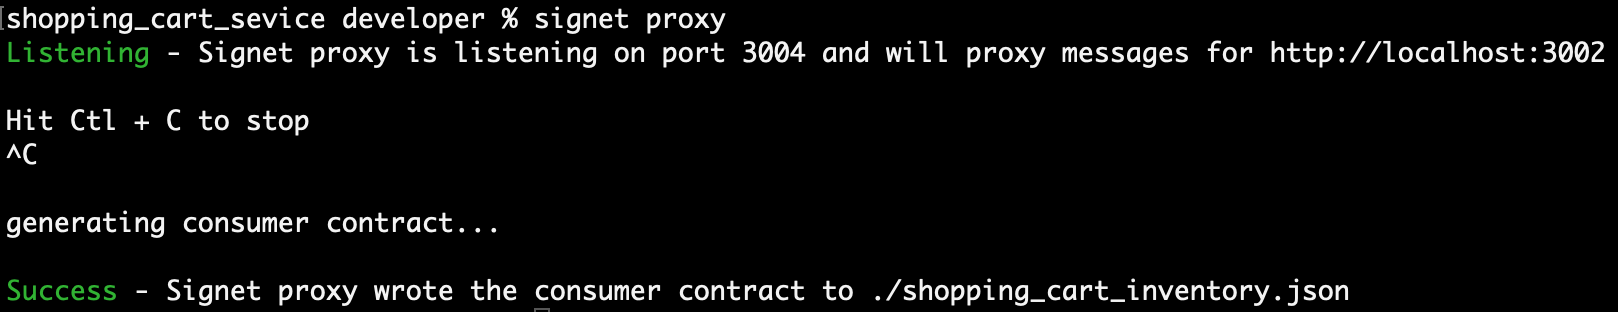 shopping_cart_sevice developer % signet proxy
Listening - Signet proxy is listening on port 3004 and will proxy messages for http://localhost:3002
Hit Ctl + C to stop
^C
generating consumer contract...
Success - Signet proxy wrote the consumer contract to ./shopping_cart_inventory.json